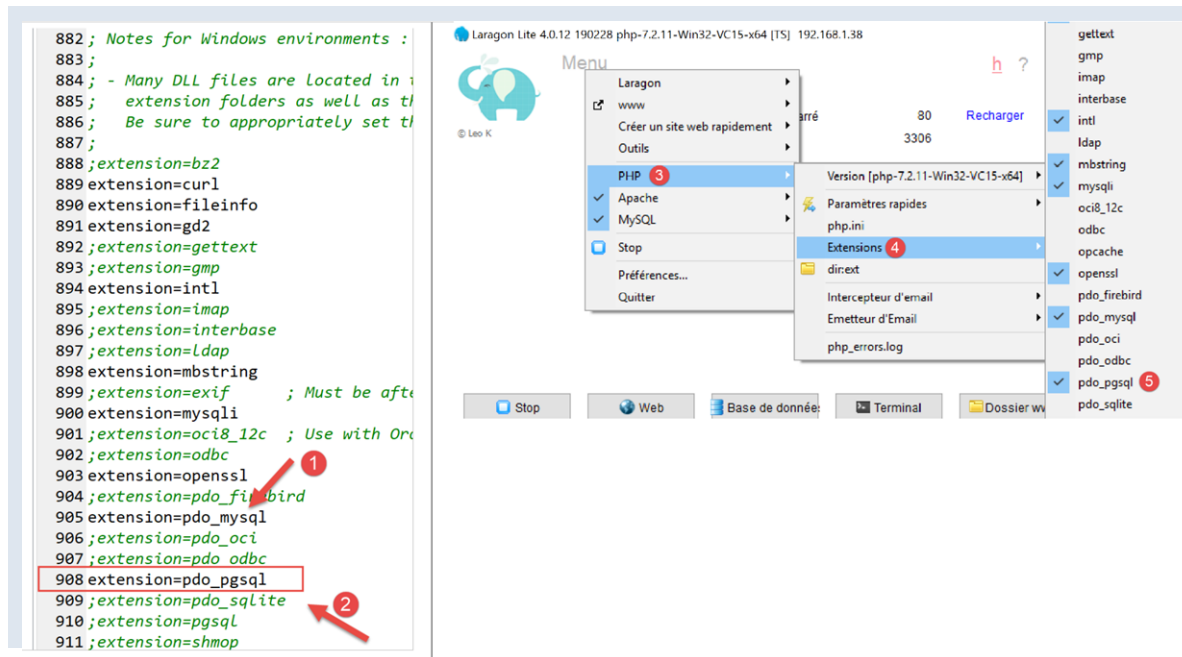 882 ; Notes for Windows environments :
883 ;
884 ; - Many DLL files are located in
885 ;   extension folders as well as
886 ;   Be sure to appropriately set
887 ;
888 ;extension=bz2
889 extension=curl
890 extension=fileinfo
891 extension=gd2
892 ;extension=gettext
893 ;extension=gmp
894 extension=intl
895 ;extension=imap
896 ;extension=interbase
897 ;extension=ldap
898 extension=mbstring
899 ;extension=exif      ; Must be afte
900 extension=mysqli
901 ;extension=oci8_12c  ; Use with Ora
902 ;extension=odbc
903 extension=openssl
1
904 ;extension=pdo_firebird
905 extension=pdo_mysql
906 ;extension=pdo_oci
907 ;extension=pdo_odbc
908 extension=pdo_pgsql
909 ;extension=pdo_sqlite
2
910 ;extension=pgsql
911 ;extension=shmop
Laragon Lite 4.0.12 190228 php-7.2.11-Win32-VC15-x64 [TS] 192.168.1.38
Menu
h ?
© Leo K
arré 80 Recharger
3306
Laragon
www
Créer un site web rapidement
Outils
PHP 3
Apache
MySQL
Stop
Préférences...
Quitter
Version [php-7.2.11-Win32-VC15-x64]
Paramètres rapides
php.ini
Extensions 4
dir:ext
Intercepteur d'email
Emetteur d'Email
php_errors.log
gettext
gmp
imap
interbase
intl
ldap
mbstring
mysqli
oci8_12c
odbc
opcache
openssl
pdo_firebird
pdo_mysql
pdo_oci
pdo_odbc
pdo_pgsql 5
pdo_sqlite
Stop
Web
Base de donnée
Terminal
Dossier ww